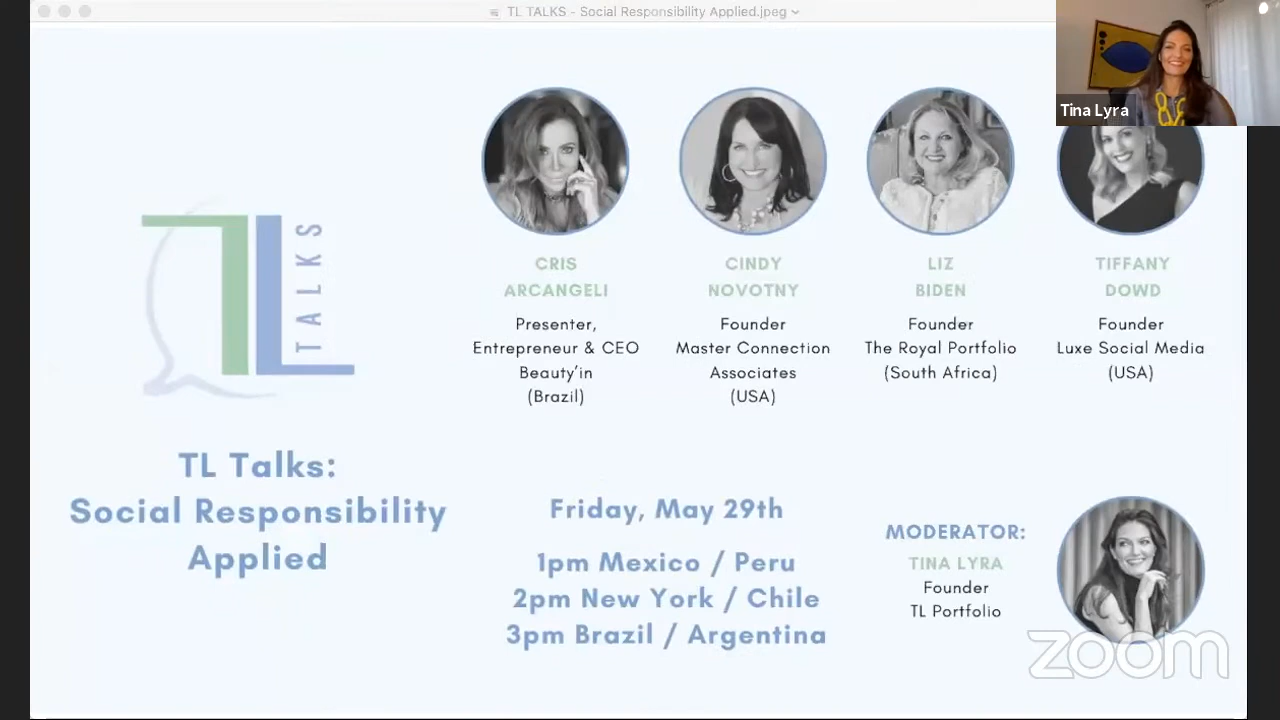 TL TALKS - Social Responsibility Applied.jpeg
Tina Lyra
TL
TALKS
TL Talks:
Social Responsibility
Applied
CRIS
ARCANGELI
Presenter,
Entrepreneur & CEO
Beauty'in
(Brazil)
CINDY
NOVOTNY
Founder
Master Connection
Associates
(USA)
LIZ
BIDEN
Founder
The Royal Portfolio
(South Africa)
TIFFANY
DOWD
Founder
Luxe Social Media
(USA)
Friday, May 29th
1pm Mexico / Peru
2pm New York / Chile
3pm Brazil / Argentina
MODERATOR:
TINA LYRA
Founder
TL Portfolio
zoom